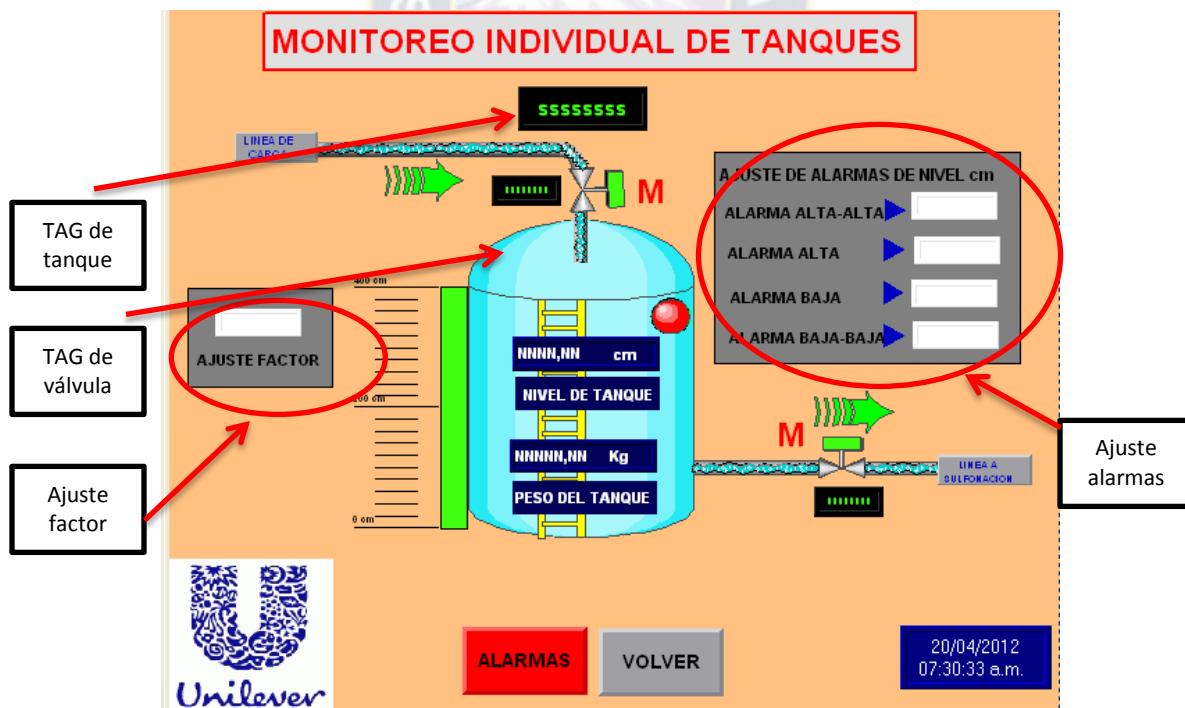 MONITOREO INDIVIDUAL DE TANQUES
SSSSSSSS
LINEA DE
CARGA
M
AJUSTE DE ALARMAS DE NIVEL cm
ALARMA ALTA-ALTA
ALARMA ALTA
ALARMA BAJA
ALARMA BAJA-BAJA
TAG de
tanque
TAG de
válvula
Ajuste
factor
AJUSTE FACTOR
400 cm
200 cm
0 cm
NNNN,NN cm
NIVEL DE TANQUE
NNNNN,NN Kg
PESO DEL TANQUE
M
LINEA A
SULFONACION
Ajuste
alarmas
Unilever
ALARMAS
VOLVER
20/04/2012
07:30:33 a.m.